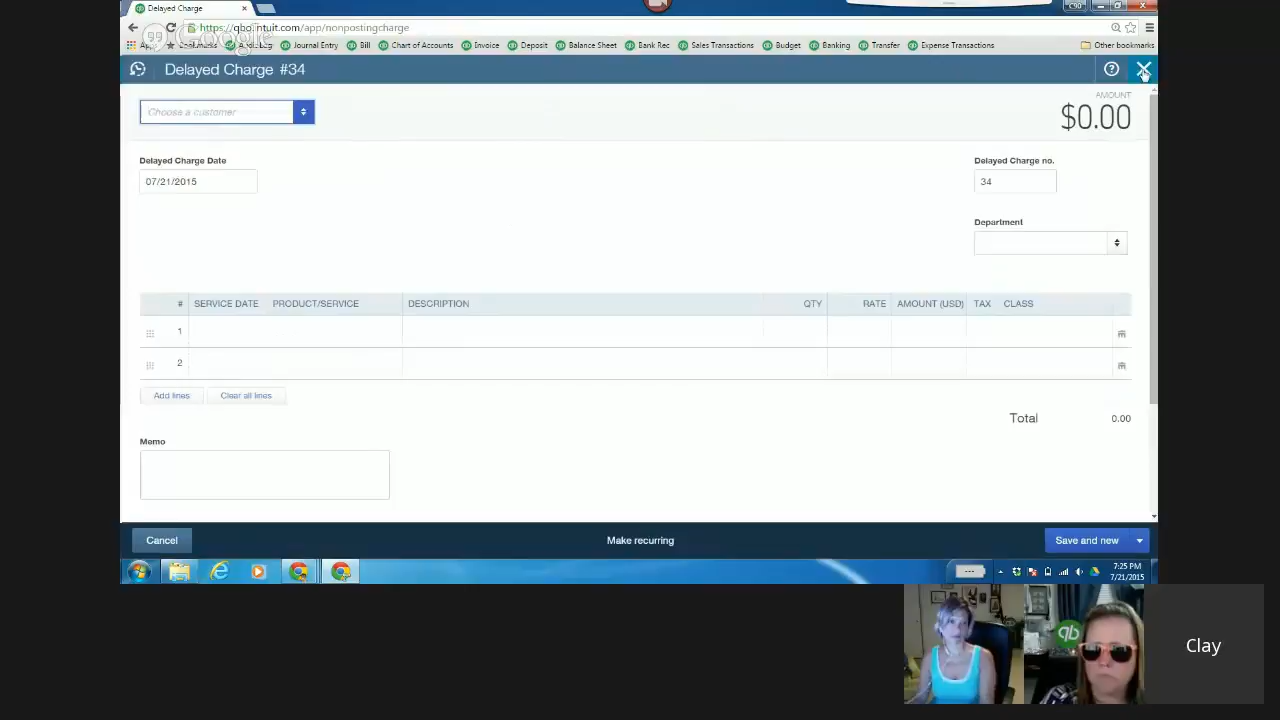 Delayed Charge
https://qbo.intuit.com/app/nonpostingcharge
Journal Entry Bill Chart of Accounts Invoice Deposit Balance Sheet Bank Rec Sales Transactions Budget Banking Transfer Expense Transactions Other bookmarks
Delayed Charge #34
Choose a customer
AMOUNT
$0.00
Delayed Charge Date
Delayed Charge no.
07/21/2015
34
Department
# SERVICE DATE PRODUCT/SERVICE DESCRIPTION QTY RATE AMOUNT (USD) TAX CLASS
1
2
Add lines Clear all lines
Total 0.00
Memo
Cancel Make recurring Save and new
7:25 PM
7/21/2015
qb
Clay